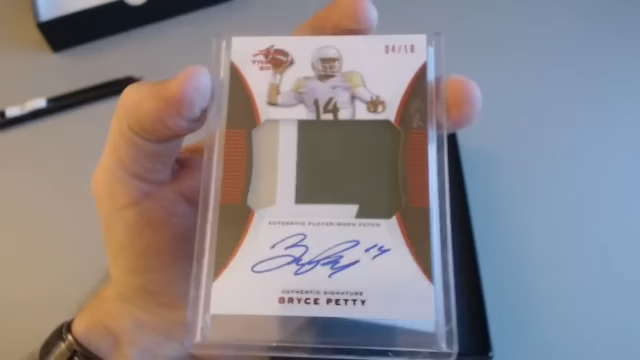 04/10
14
AUTHENTIC PLAYER-WORN PATCH
14
AUTHENTIC SIGNATURE
BRYCE PETTY